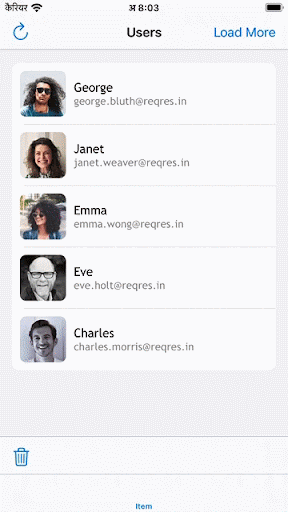 कैरियर अ 8:03
Users Load More
George
george.bluth@reqres.in
Janet
janet.weaver@reqres.in
Emma
emma.wong@reqres.in
Eve
eve.holt@reqres.in
Charles
charles.morris@reqres.in
Item